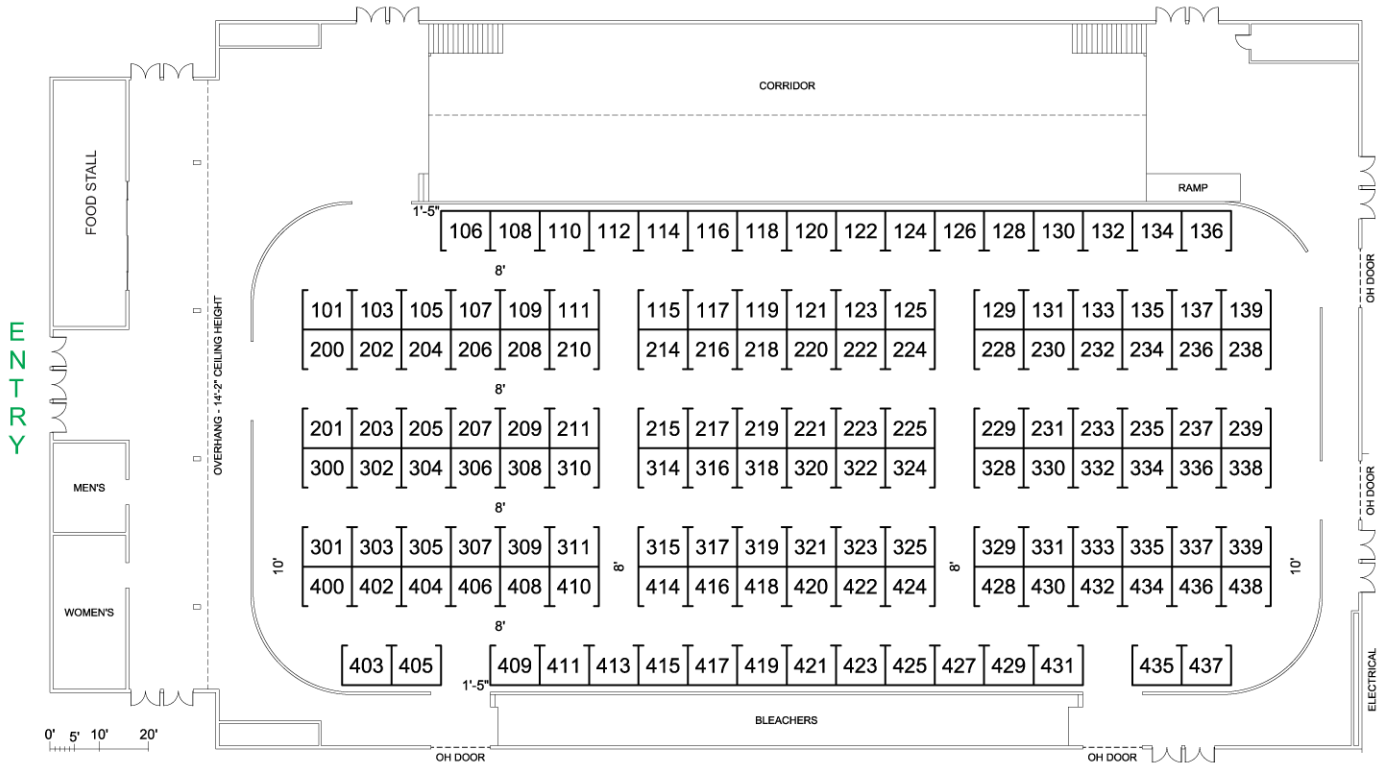 CORRIDOR
FOOD STALL
RAMP
1'-5"
106 108 110 112 114 116 118 120 122 124 126 128 130 132 134 136
8'
OH DOOR
ENTRY
OVERHANG - 14'-2" CEILING HEIGHT
101 103 105 107 109 111 115 117 119 121 123 125 129 131 133 135 137 139
200 202 204 206 208 210 214 216 218 220 222 224 228 230 232 234 236 238
8'
201 203 205 207 209 211 215 217 219 221 223 225 229 231 233 235 237 239
300 302 304 306 308 310 314 316 318 320 322 324 328 330 332 334 336 338
MEN'S
OH DOOR
8'
301 303 305 307 309 311 315 317 319 321 323 325 329 331 333 335 337 339
10' 8' 8' 10'
400 402 404 406 408 410 414 416 418 420 422 424 428 430 432 434 436 438
WOMEN'S
8'
403 405 409 411 413 415 417 419 421 423 425 427 429 431 435 437
1'-5"
ELECTRICAL
BLEACHERS
0' 5' 10' 20'
OH DOOR
OH DOOR